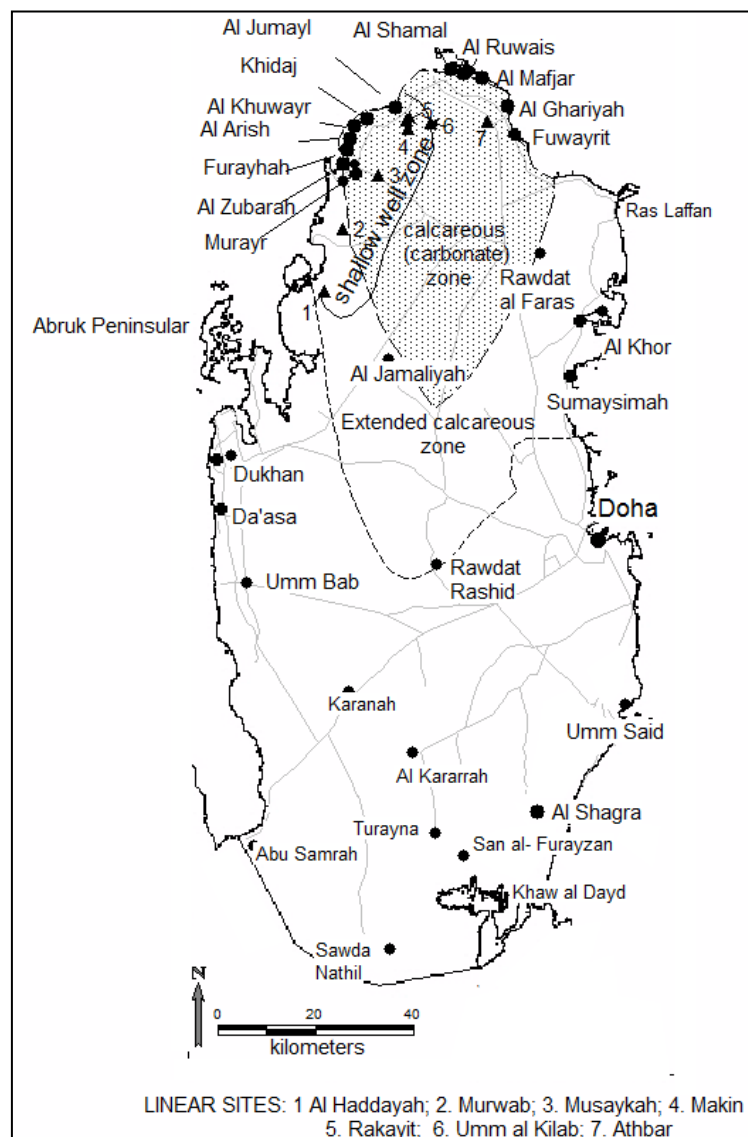 Al Jumayl
Al Shamal
Al Ruwais
Khidaj
Al Mafjar
Al Khuwayr
Al Ghariyah
Al Arish
Fuwayrit
Furayhah
Al Zubarah
Murayr
5
4
6
7
3
2
1
shallow well zone
calcareous
(carbonate)
zone
Ras Laffan
Rawdat
al Faras
Abruk Peninsular
Al Khor
Al Jamaliyah
Sumaysimah
Extended calcareous
zone
Dukhan
Doha
Da'asa
Umm Bab
Rawdat
Rashid
Karanah
Umm Said
Al Kararrah
Al Shagra
Turayna
San al- Furayzan
Abu Samrah
Khaw al Dayd
Sawda
Nathil
N
0 20 40
kilometers
LINEAR SITES: 1 Al Haddayah; 2. Murwab; 3. Musaykah; 4. Makin
5. Rakayit; 6. Umm al Kilab; 7. Athbar